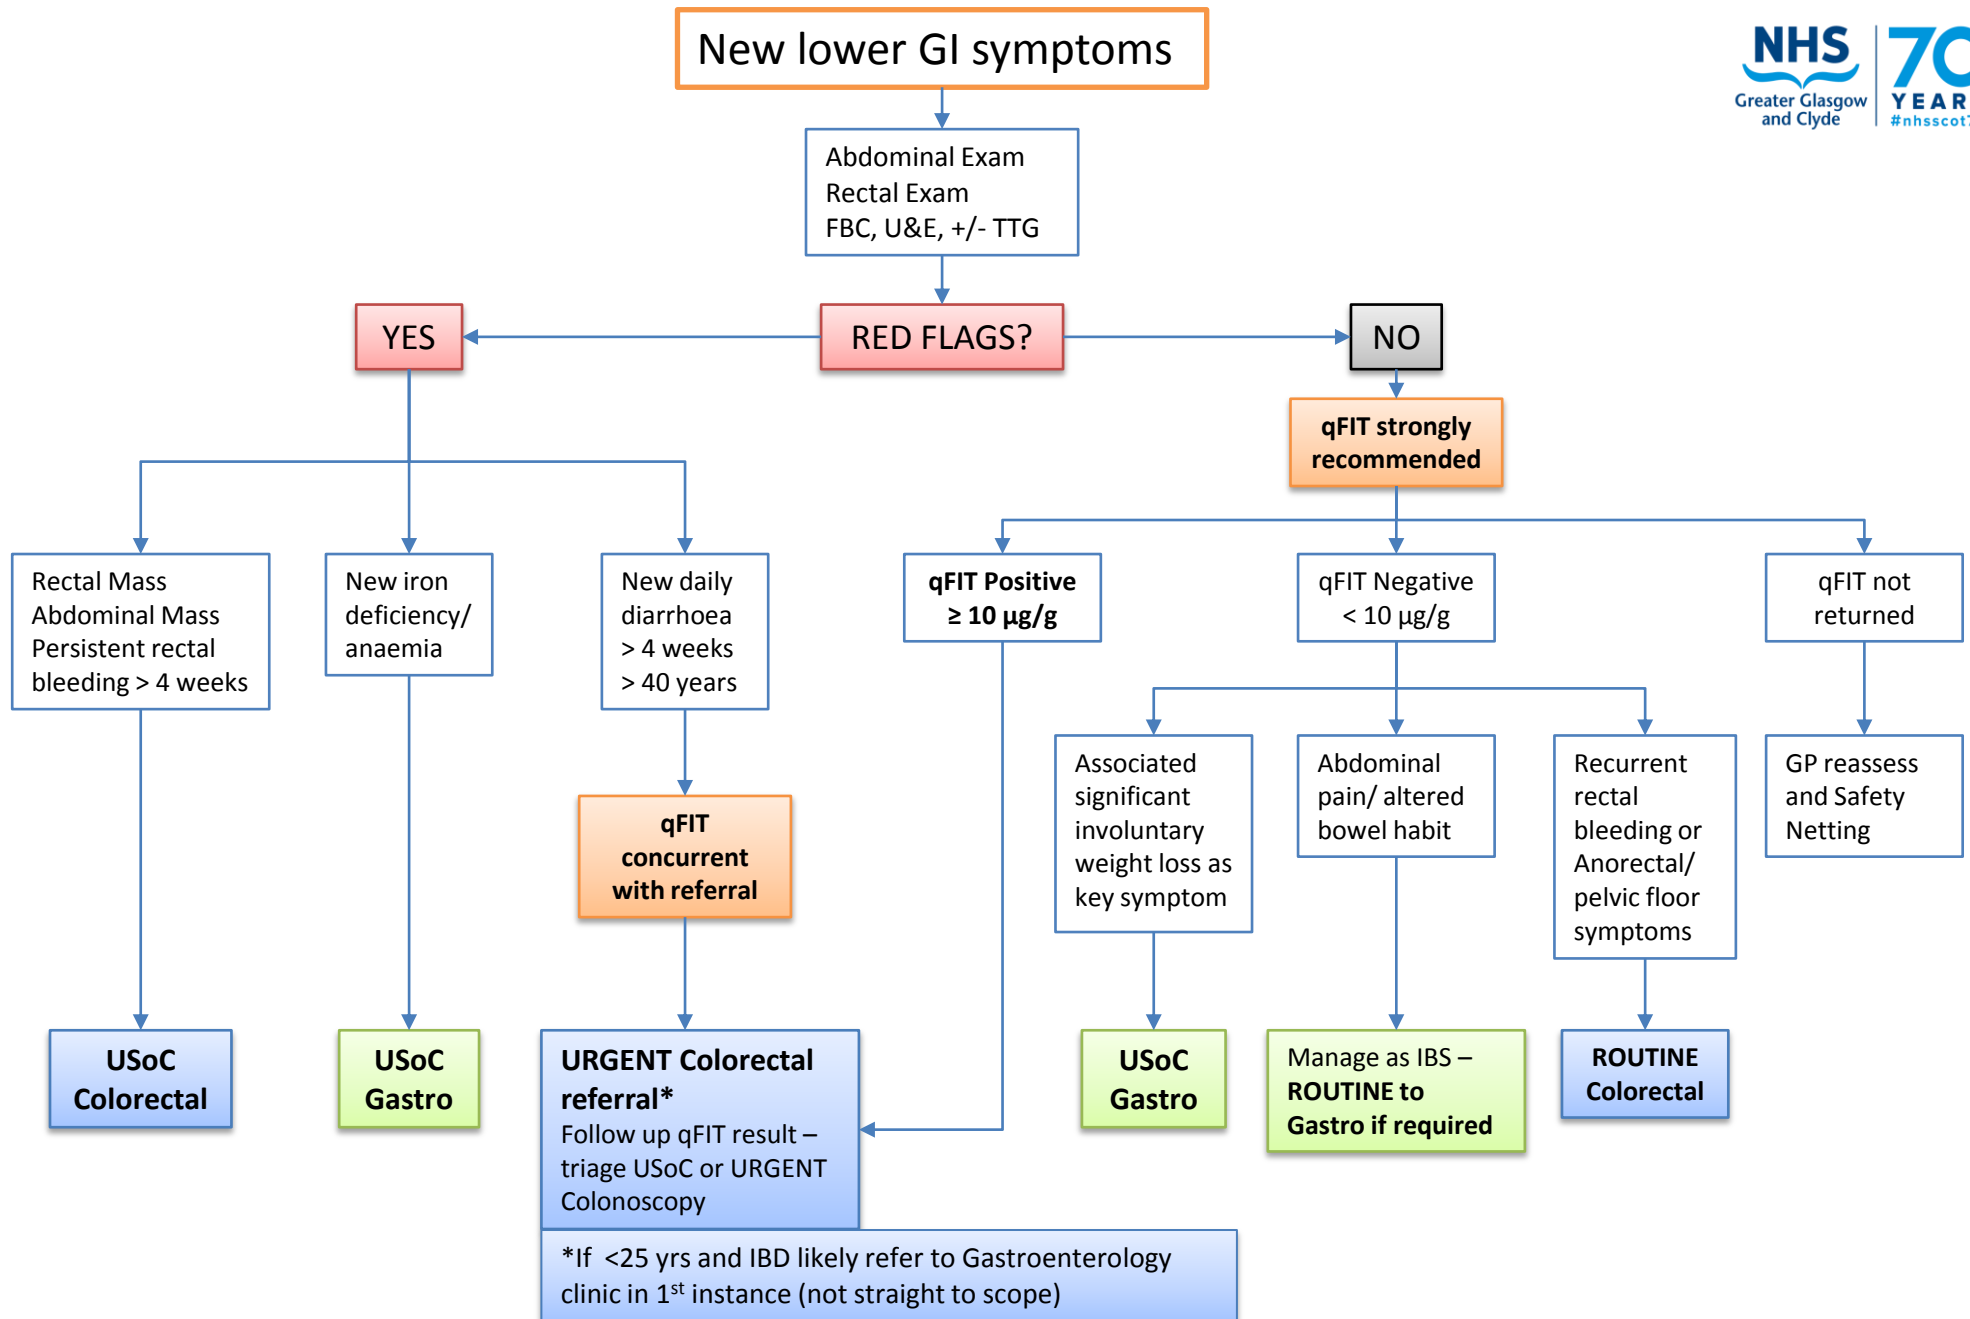 New lower GI symptoms
NHS
Greater Glasgow
and Clyde
70
YEAR
#nhsscot7
Abdominal Exam
Rectal Exam
FBC, U&E, +/- TTG
YES
RED FLAGS?
NO
qFIT strongly
recommended
Rectal Mass
Abdominal Mass
Persistent rectal
bleeding > 4 weeks
New iron
deficiency/
anaemia
New daily
diarrhoea
> 4 weeks
> 40 years
qFIT Positive
≥ 10 µg/g
qFIT Negative
< 10 µg/g
qFIT not
returned
qFIT
concurrent
with referral
Associated
significant
involuntary
weight loss as
key symptom
Abdominal
pain/ altered
bowel habit
Recurrent
rectal
bleeding or
Anorectal/
pelvic floor
symptoms
GP reassess
and Safety
Netting
USoC
Colorectal
USoC
Gastro
URGENT Colorectal
referral*
Follow up qFIT result –
triage USoC or URGENT
Colonoscopy
USoC
Gastro
Manage as IBS –
ROUTINE to
Gastro if required
ROUTINE
Colorectal
*If <25 yrs and IBD likely refer to Gastroenterology
clinic in 1st instance (not straight to scope)